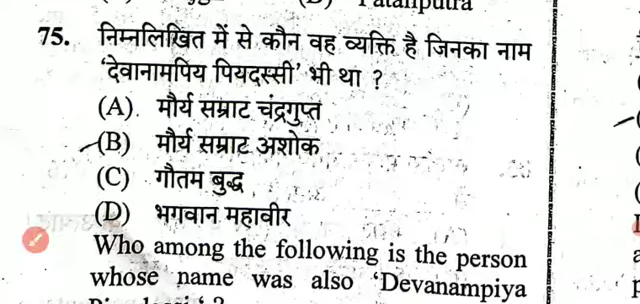 (D) Pataliputra
75. निम्नलिखित में से कौन वह व्यक्ति है जिनका नाम
‘देवानामपिय पियदस्सी’ भी था ?
(A). मौर्य सम्राट चंद्रगुप्त
(B) मौर्य सम्राट अशोक
(C) गौतम बुद्ध
(D) भगवान महावीर
Who among the following is the person
whose name was also ‘Devanampiya